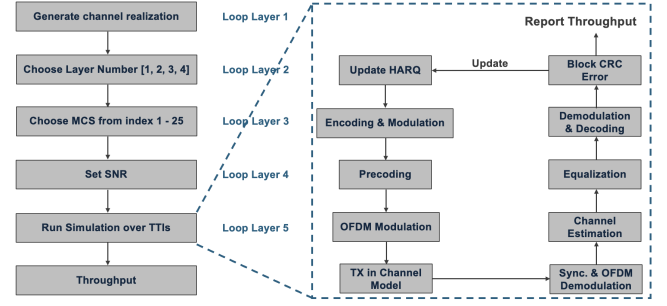 Generate channel realization
Loop Layer 1
Choose Layer Number [1, 2, 3, 4]
Loop Layer 2
Choose MCS from index 1 - 25
Loop Layer 3
Set SNR
Loop Layer 4
Run Simulation over TTIs
Loop Layer 5
Throughput
Report Throughput
Update HARQ
Update
Block CRC
Error
Encoding & Modulation
Demodulation
& Decoding
Precoding
Equalization
OFDM Modulation
Channel
Estimation
TX in Channel
Model
Sync. & OFDM
Demodulation